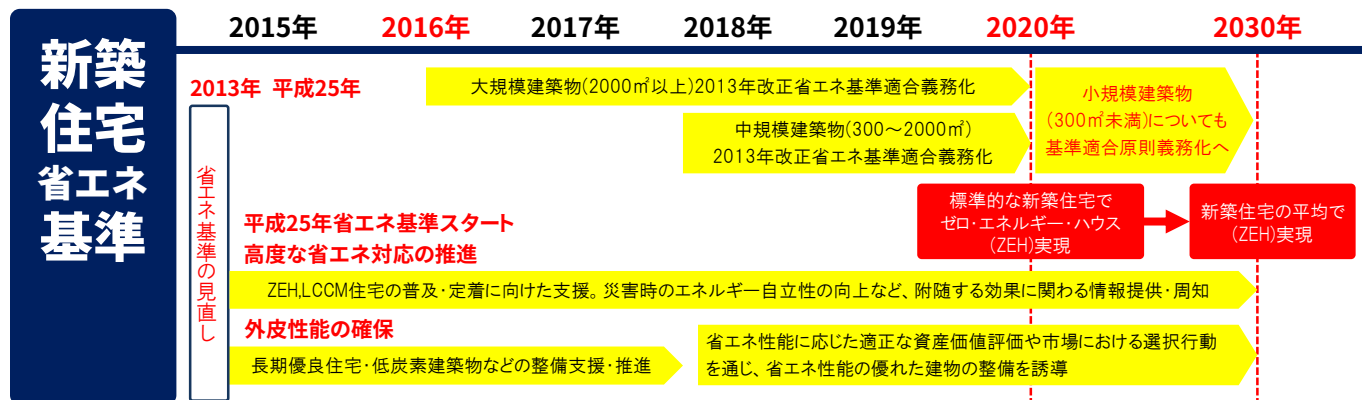 新築
住宅
省エネ
基準
2015年 2016年 2017年 2018年 2019年 2020年 2030年
2013年 平成25年
省エネ基準の見直し
大規模建築物(2000㎡以上)2013年改正省エネ基準適合義務化
中規模建築物(300～2000㎡)
2013年改正省エネ基準適合義務化
小規模建築物
(300㎡未満)についても
基準適合原則義務化へ
標準的な新築住宅で
ゼロ・エネルギー・ハウス
(ZEH)実現
新築住宅の平均で
(ZEH)実現
平成25年省エネ基準スタート
高度な省エネ対応の推進
ZEH,LCCM住宅の普及・定着に向けた支援。災害時のエネルギー自立性の向上など、附随する効果に関わる情報提供・周知
外皮性能の確保
長期優良住宅・低炭素建築物などの整備支援・推進
省エネ性能に応じた適正な資産価値評価や市場における選択行動
を通じ、省エネ性能の優れた建物の整備を誘導